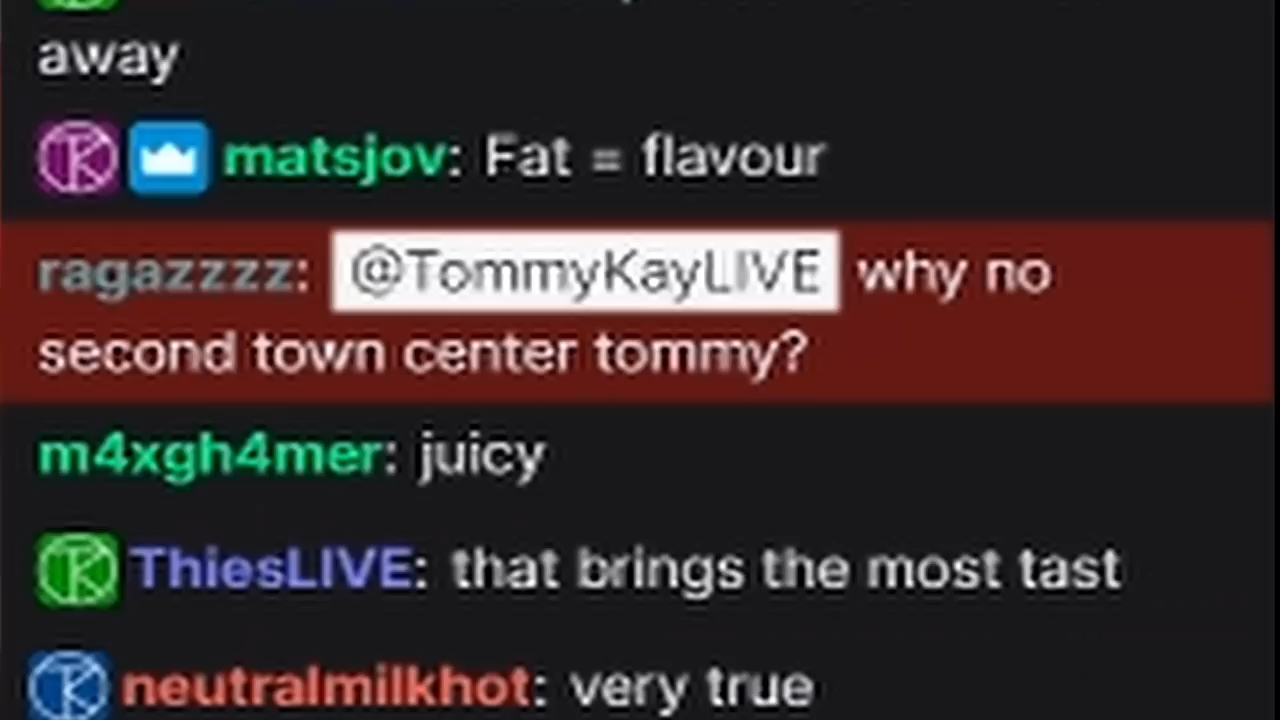 away
matsjov: Fat = flavour
ragazzzz: @TommyKayLIVE why no
second town center tommy?
m4xgh4mer: juicy
ThiesLIVE: that brings the most tast
neutralmilkhot: very true